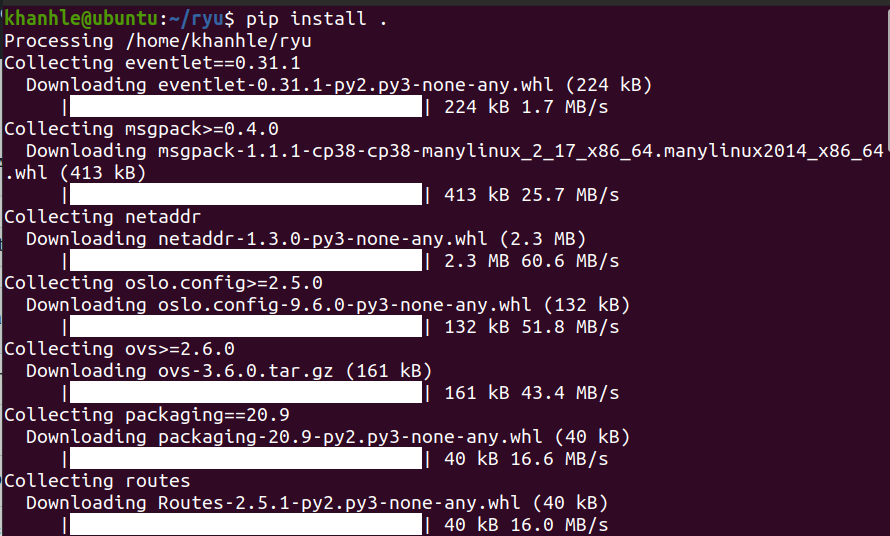 khanhle@ubuntu:~/ryu$ pip install .
Processing /home/khanhle/ryu
Collecting eventlet==0.31.1
  Downloading eventlet-0.31.1-py2.py3-none-any.whl (224 kB)
     |                                | 224 kB 1.7 MB/s
Collecting msgpack>=0.4.0
  Downloading msgpack-1.1.1-cp38-cp38-manylinux_2_17_x86_64.manylinux2014_x86_64
.whl (413 kB)
     |                                | 413 kB 25.7 MB/s
Collecting netaddr
  Downloading netaddr-1.3.0-py3-none-any.whl (2.3 MB)
     |                                | 2.3 MB 60.6 MB/s
Collecting oslo.config>=2.5.0
  Downloading oslo.config-9.6.0-py3-none-any.whl (132 kB)
     |                                | 132 kB 51.8 MB/s
Collecting ovs>=2.6.0
  Downloading ovs-3.6.0.tar.gz (161 kB)
     |                                | 161 kB 43.4 MB/s
Collecting packaging==20.9
  Downloading packaging-20.9-py2.py3-none-any.whl (40 kB)
     |                                | 40 kB 16.6 MB/s
Collecting routes
  Downloading Routes-2.5.1-py2.py3-none-any.whl (40 kB)
     |                                | 40 kB 16.0 MB/s